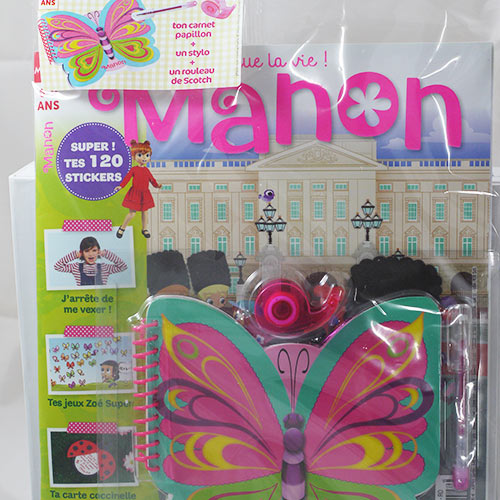 ANS
ton carnet
papillon
+
un stylo
+
un rouleau
de Scotch
Manon
ANS
que la vie !
Manon
Manon
SUPER !
TES 120
STICKERS
J'arrête de
me vexer !
Tes jeux Zoé Super
Ta carte coccinelle